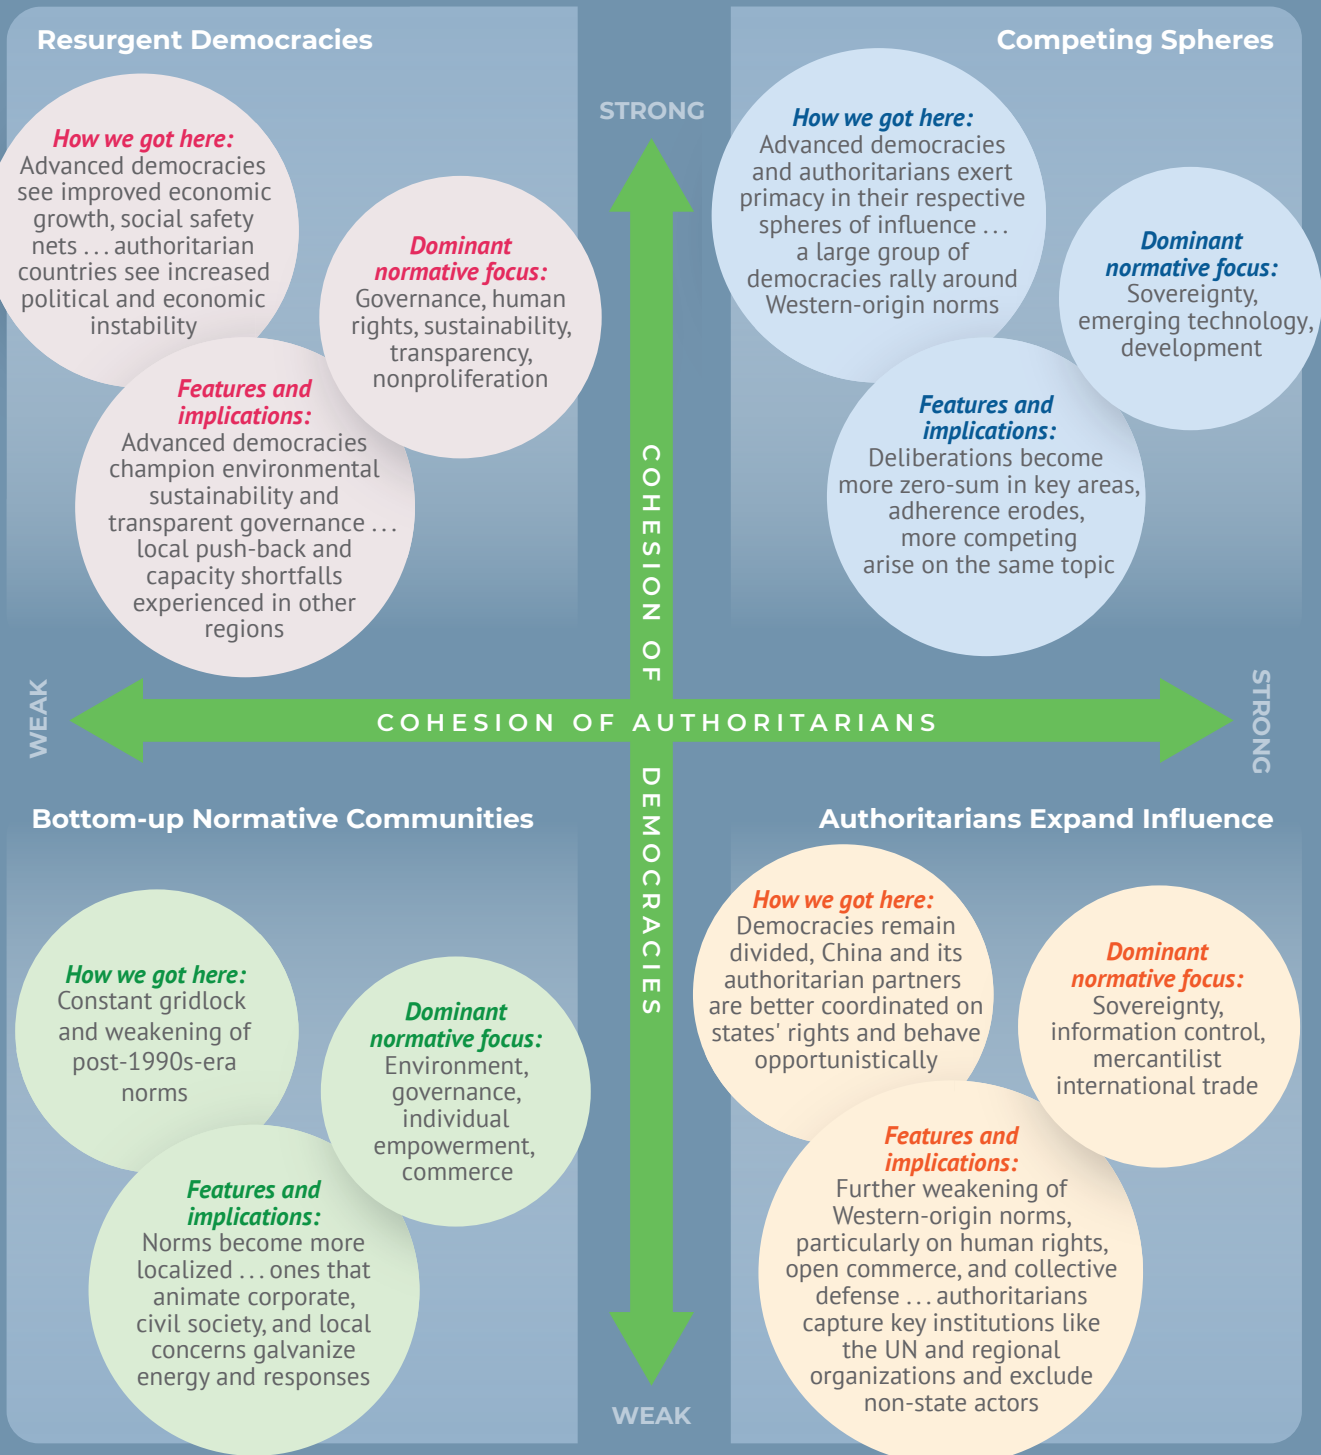 Resurgent Democracies
How we got here:
Advanced democracies
see improved economic
growth, social safety
nets ... authoritarian
countries see increased
political and economic
instability
Dominant
normative focus:
Governance, human
rights, sustainability,
transparency,
nonproliferation
Features and
implications:
Advanced democracies
champion environmental
sustainability and
transparent governance ...
local push-back and
capacity shortfalls
experienced in other
regions
STRONG
COHESION OF DEMOCRACIES
WEAK
Competing Spheres
How we got here:
Advanced democracies
and authoritarians exert
primacy in their respective
spheres of influence ...
a large group of
democracies rally around
Western-origin norms
Dominant
normative focus:
Sovereignty,
emerging technology,
development
Features and
implications:
Deliberations become
more zero-sum in key areas,
adherence erodes,
more competing
arise on the same topic
WEAK
COHESION OF AUTHORITARIANS
STRONG
Bottom-up Normative Communities
How we got here:
Constant gridlock
and weakening of
post-1990s-era
norms
Dominant
normative focus:
Environment,
governance,
individual
empowerment,
commerce
Features and
implications:
Norms become more
localized ... ones that
animate corporate,
civil society, and local
concerns galvanize
energy and responses
Authoritarians Expand Influence
How we got here:
Democracies remain
divided, China and its
authoritarian partners
are better coordinated on
states' rights and behave
opportunistically
Dominant
normative focus:
Sovereignty,
information control,
mercantilist
international trade
Features and
implications:
Further weakening of
Western-origin norms,
particularly on human rights,
open commerce, and collective
defense ... authoritarians
capture key institutions like
the UN and regional
organizations and exclude
non-state actors